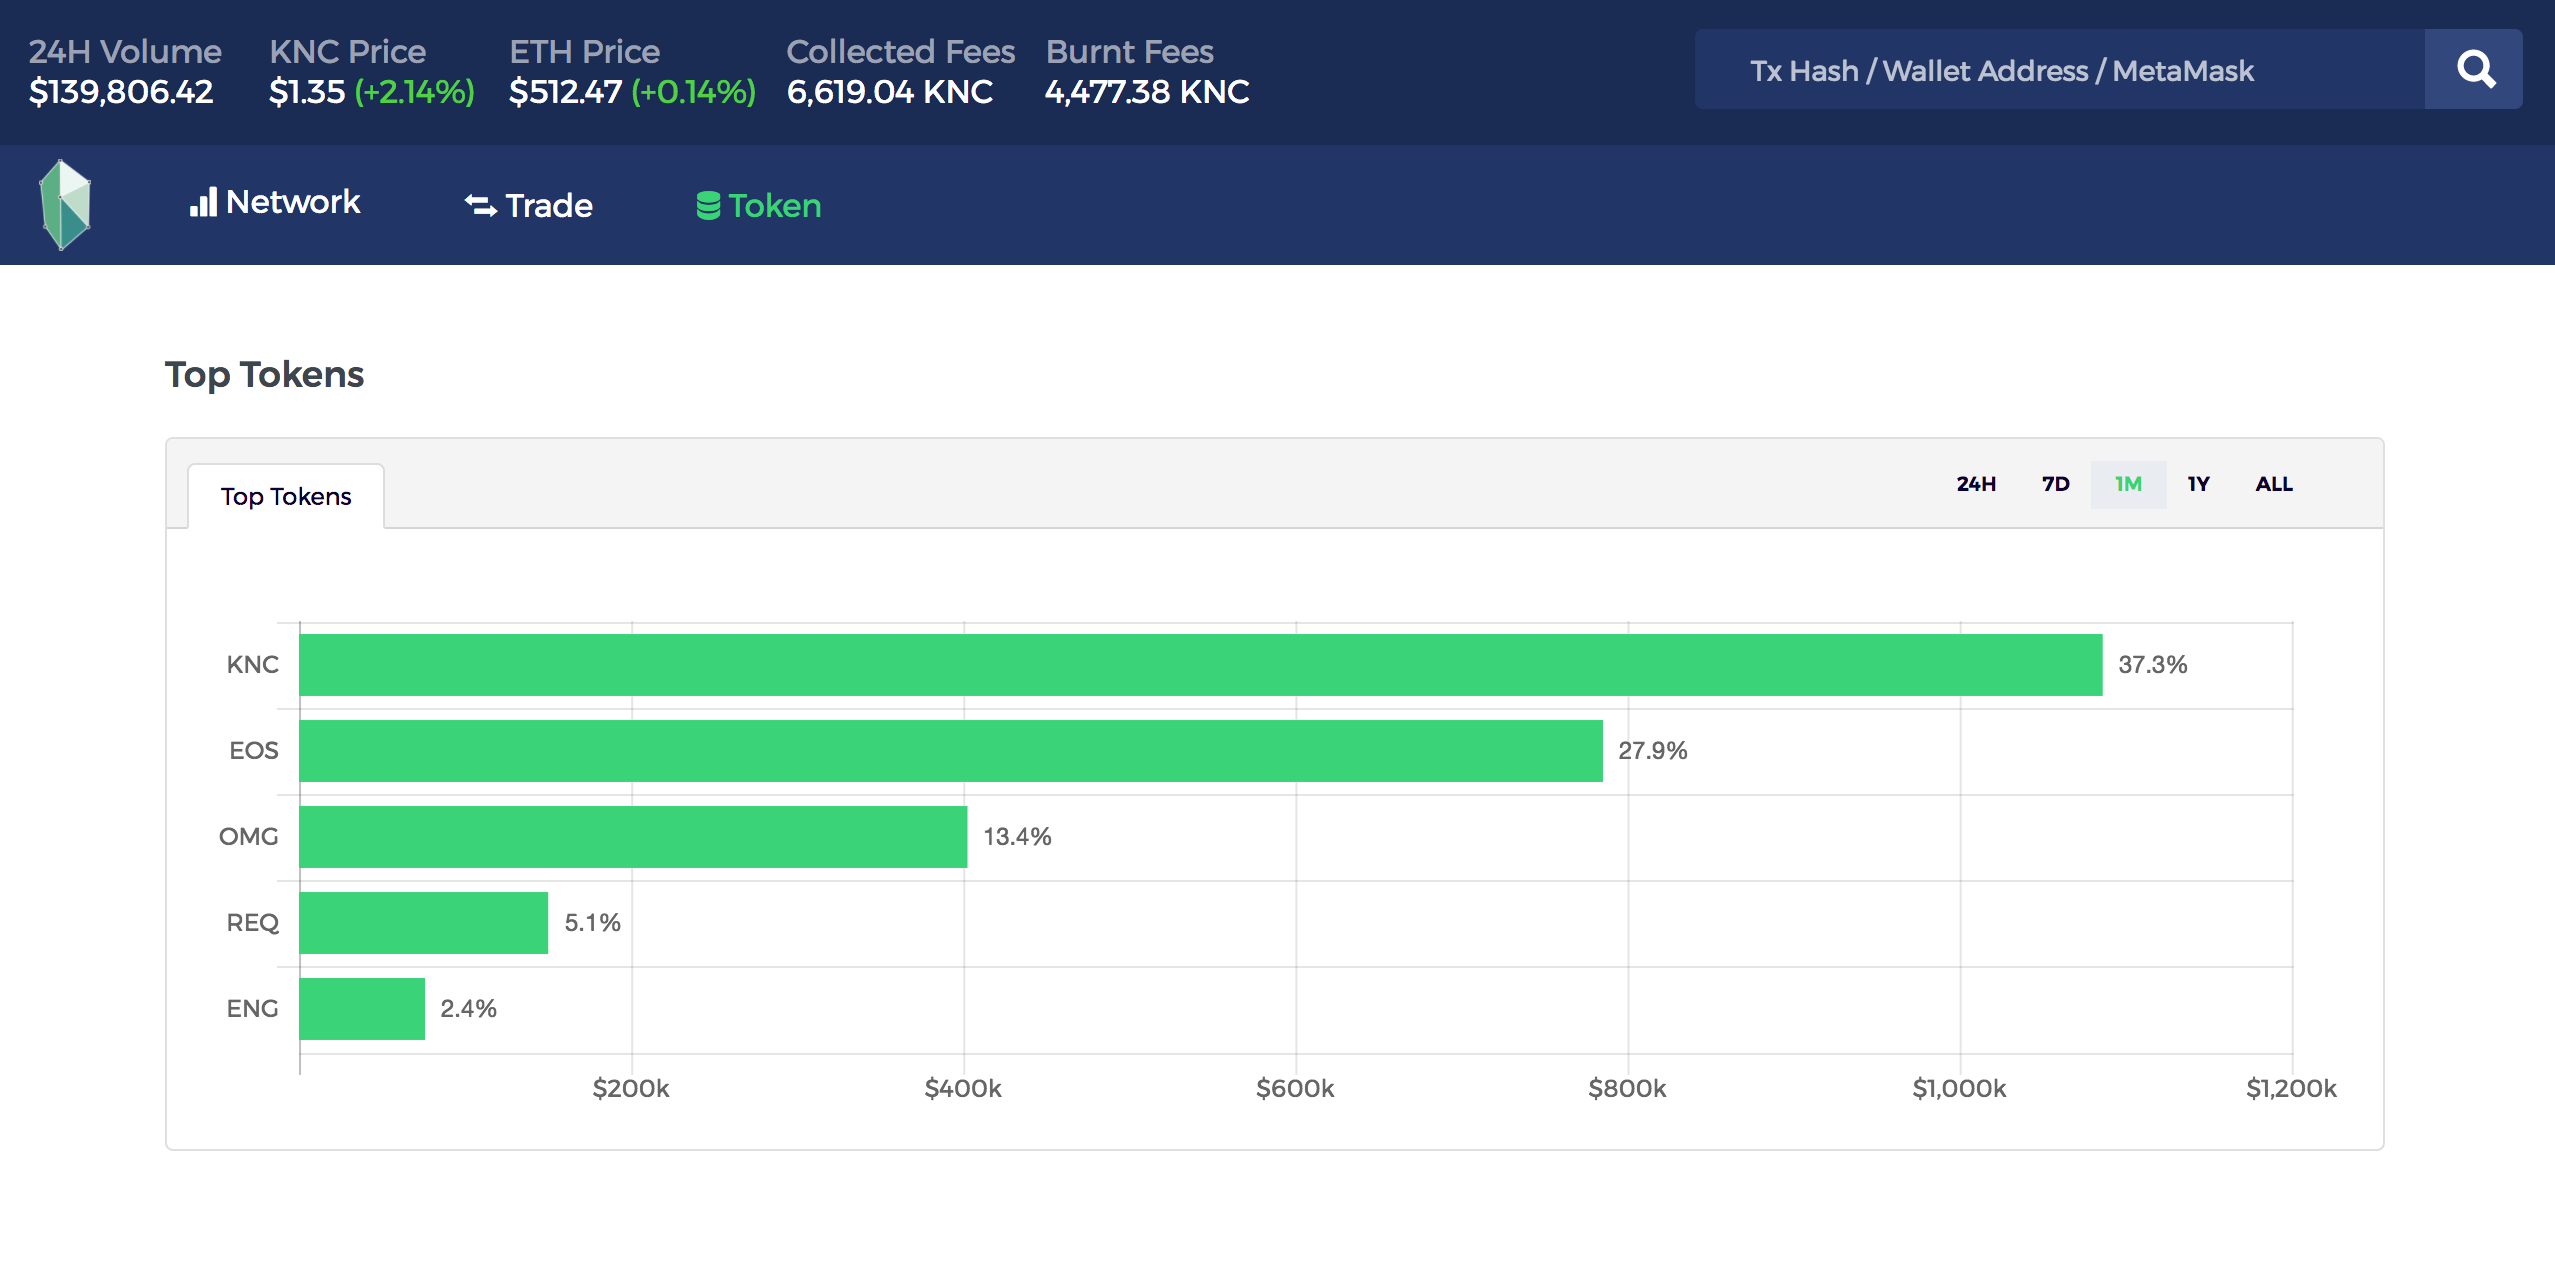 24H Volume KNC Price ETH Price Collected Fees Burnt Fees
$139,806.42 $1.35 (+2.14%) $512.47 (+0.14%) 6,619.04 KNC 4,477.38 KNC
Tx Hash / Wallet Address / MetaMask
Network Trade Token
Top Tokens
Top Tokens 24H 7D 1M 1Y ALL
KNC 37.3%
EOS 27.9%
OMG 13.4%
REQ 5.1%
ENG 2.4%
$200k $400k $600k $800k $1,000k $1,200k